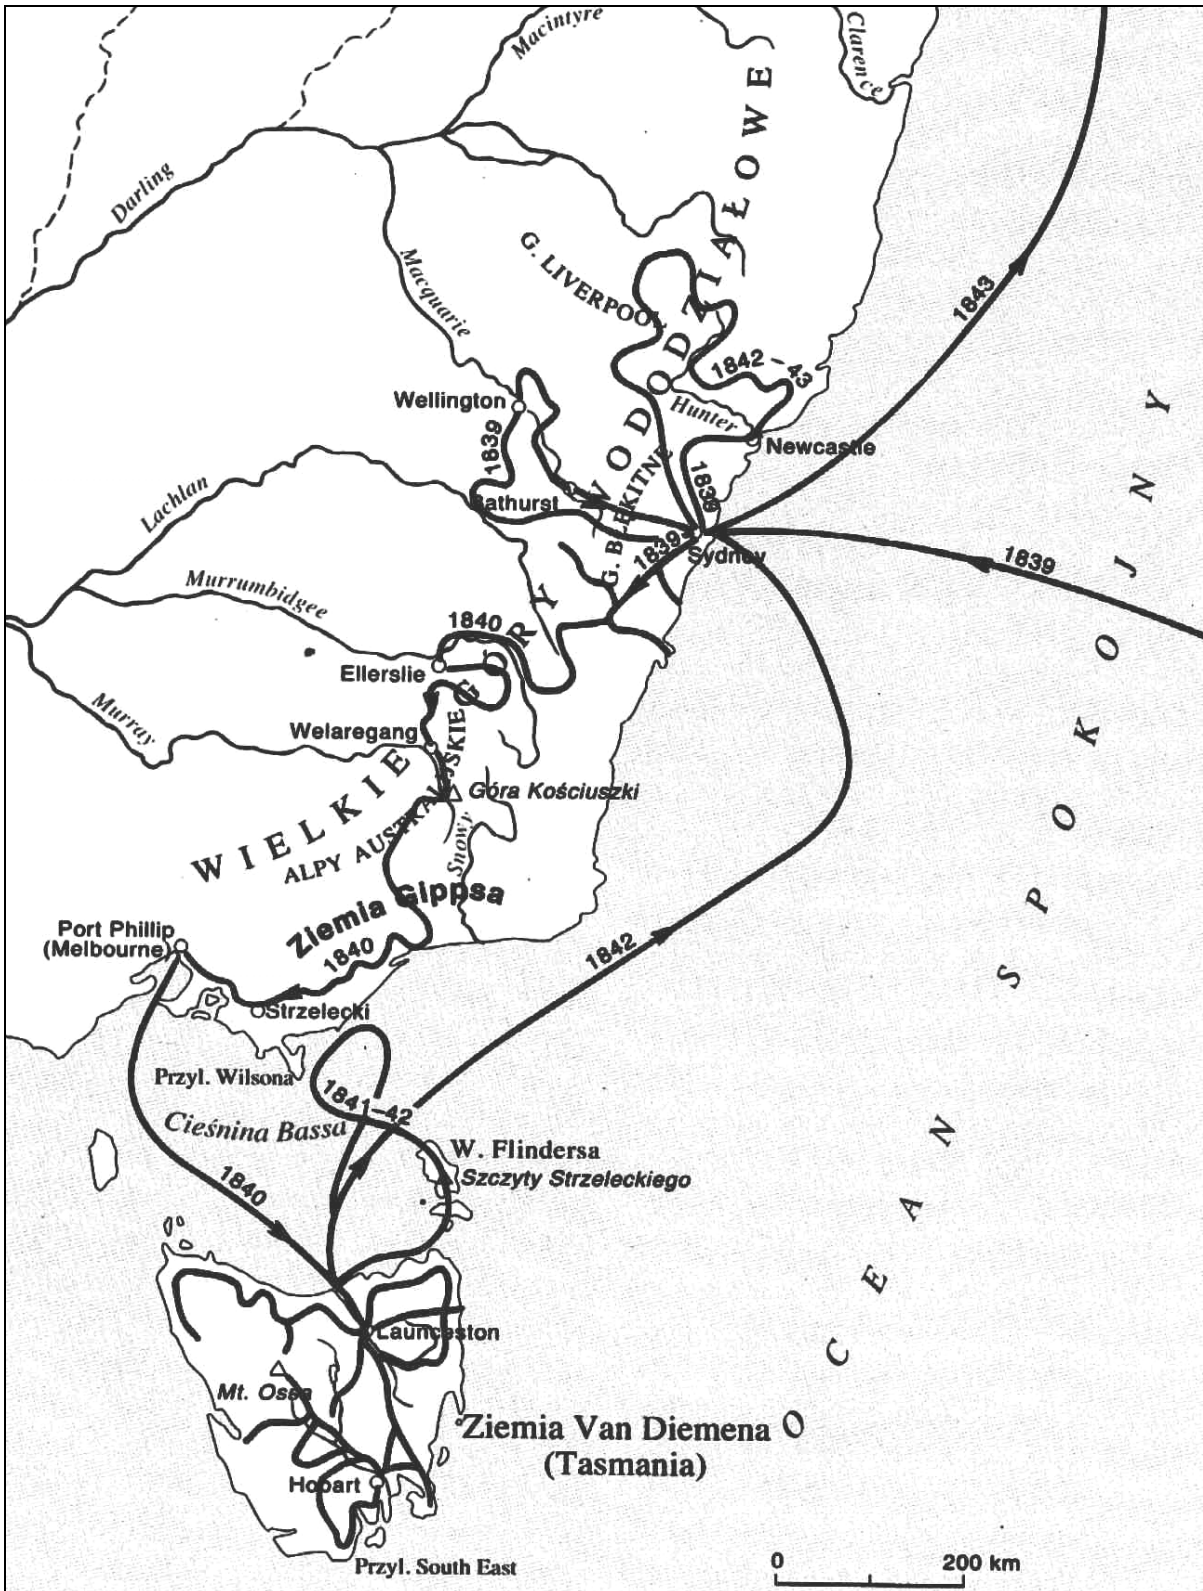 Macintyre
Clarence
Darling
Macquarie
G. LIVERPOOL
WIELKIE GÓRY WODODZIAŁOWE
1843
1842-43
Hunter
Newcastle
Wellington
1839
1839
Bathurst
G. BŁĘKITNE
Lachlan
1839
Sydney
1839
Murrumbidgee
1840
Ellerslie
Murray
Welaregang
Góra Kościuszki
ALPY AUSTRALIJSKIE
Snowy
Ziemia Gippsa
Port Phillip
(Melbourne)
1840
1842
Strzelecki
Przyl. Wilsona
1841-42
Cieśnina Bassa
W. Flindersa
Szczyty Strzeleckiego
1840
OCEAN SPOKOJNY
Launceston
Mt. Ossa
Ziemia Van Diemena
(Tasmania)
Hobart
Przyl. South East
0 200 km